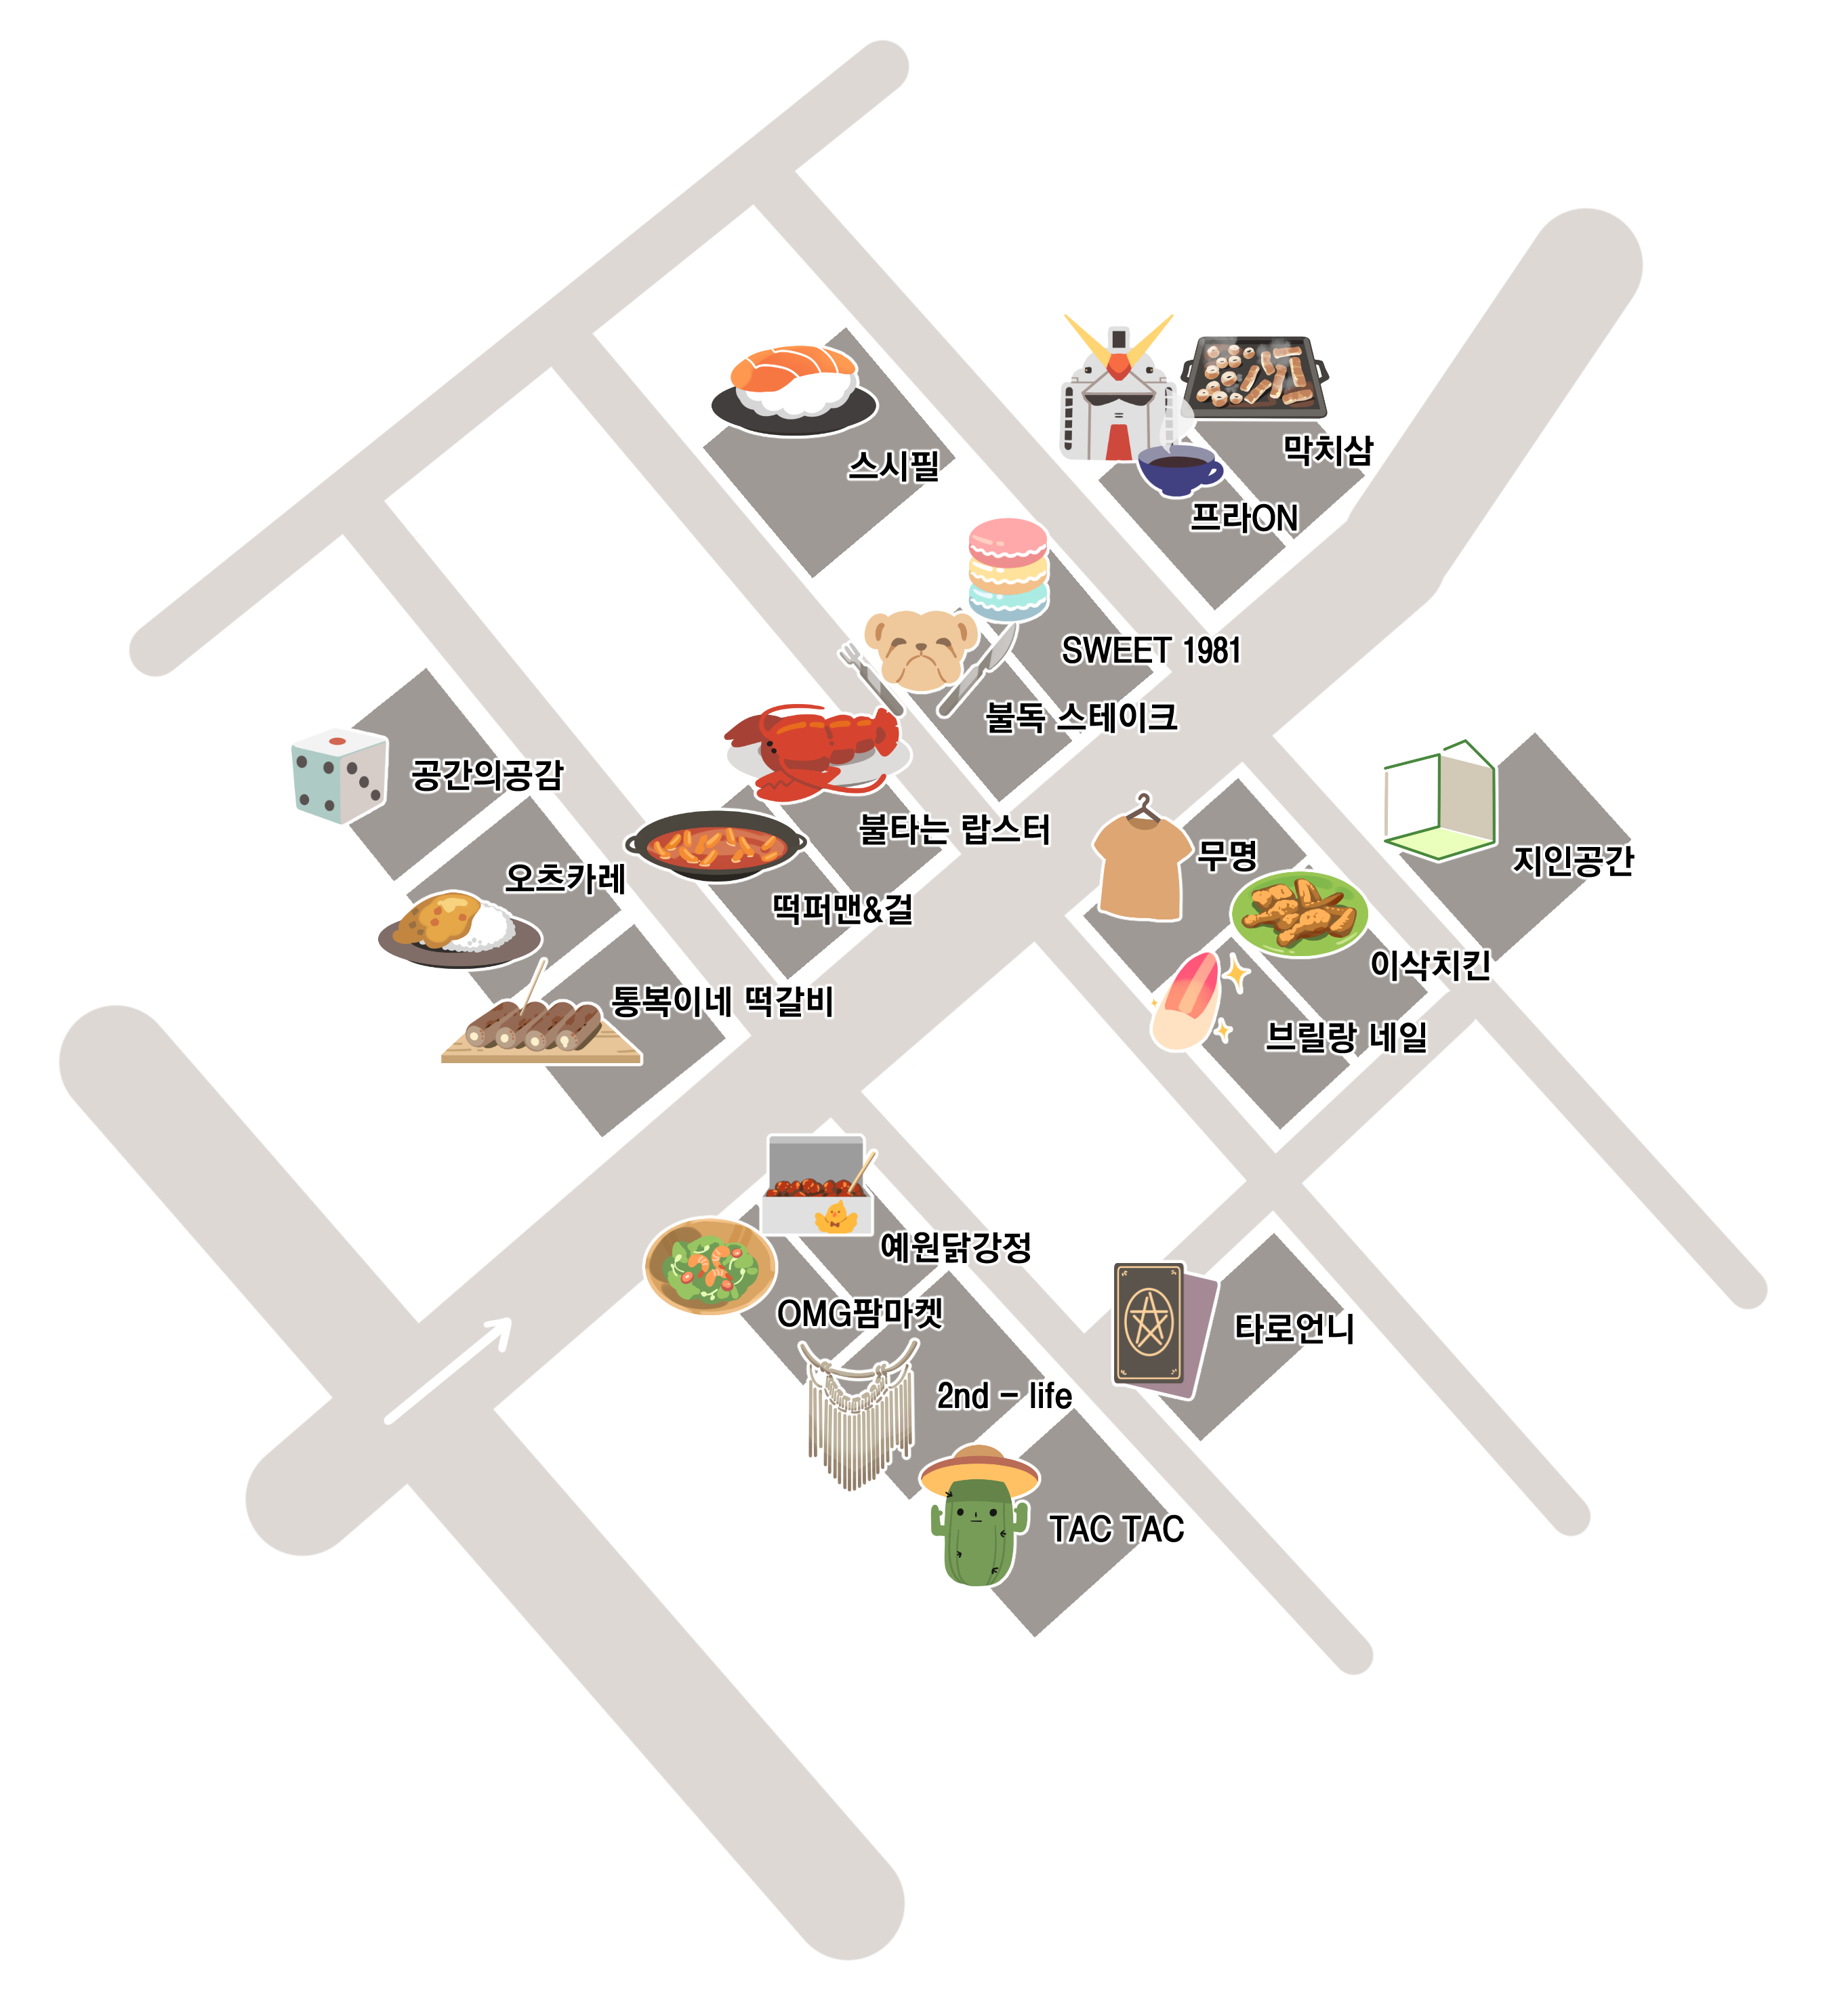 막치삼
스시필
프라ON
SWEET 1981
불독 스테이크
공간의공감
불타는 랍스터
무명
지인공간
오츠카레
떡퍼맨&걸
이삭치킨
통복이네 떡갈비
브릴랑 네일
예원닭강정
OMG팜마켓
타로언니
2nd - life
TAC TAC